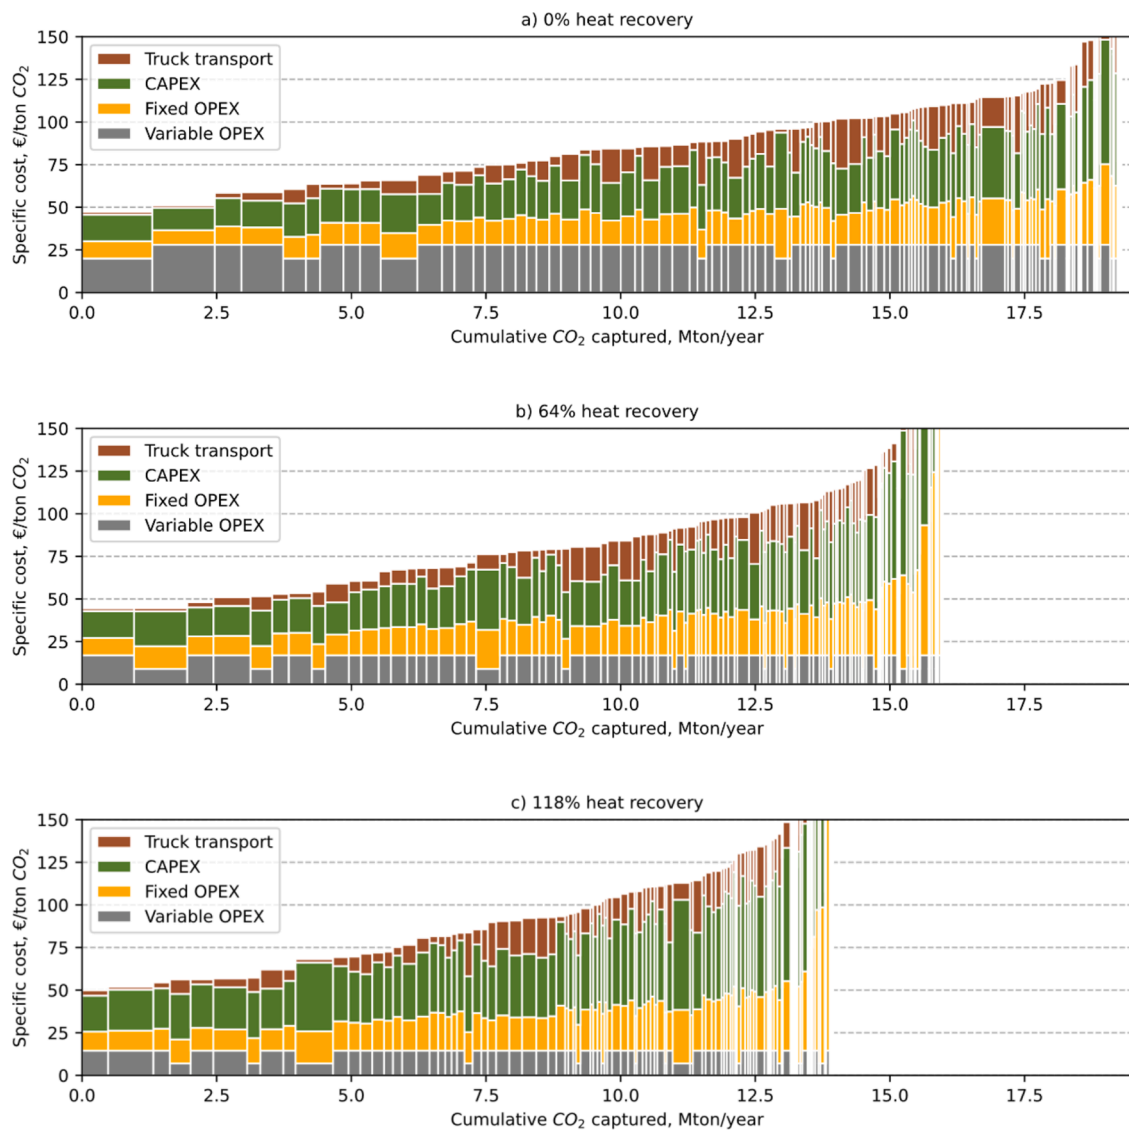 a) 0% heat recovery
150
125
100
75
50
25
0
Specific cost, €/ton CO2
Truck transport
CAPEX
Fixed OPEX
Variable OPEX
0.0 2.5 5.0 7.5 10.0 12.5 15.0 17.5
Cumulative CO2 captured, Mton/year
b) 64% heat recovery
150
125
100
75
50
25
0
Specific cost, €/ton CO2
Truck transport
CAPEX
Fixed OPEX
Variable OPEX
0.0 2.5 5.0 7.5 10.0 12.5 15.0 17.5
Cumulative CO2 captured, Mton/year
c) 118% heat recovery
150
125
100
75
50
25
0
Specific cost, €/ton CO2
Truck transport
CAPEX
Fixed OPEX
Variable OPEX
0.0 2.5 5.0 7.5 10.0 12.5 15.0 17.5
Cumulative CO2 captured, Mton/year